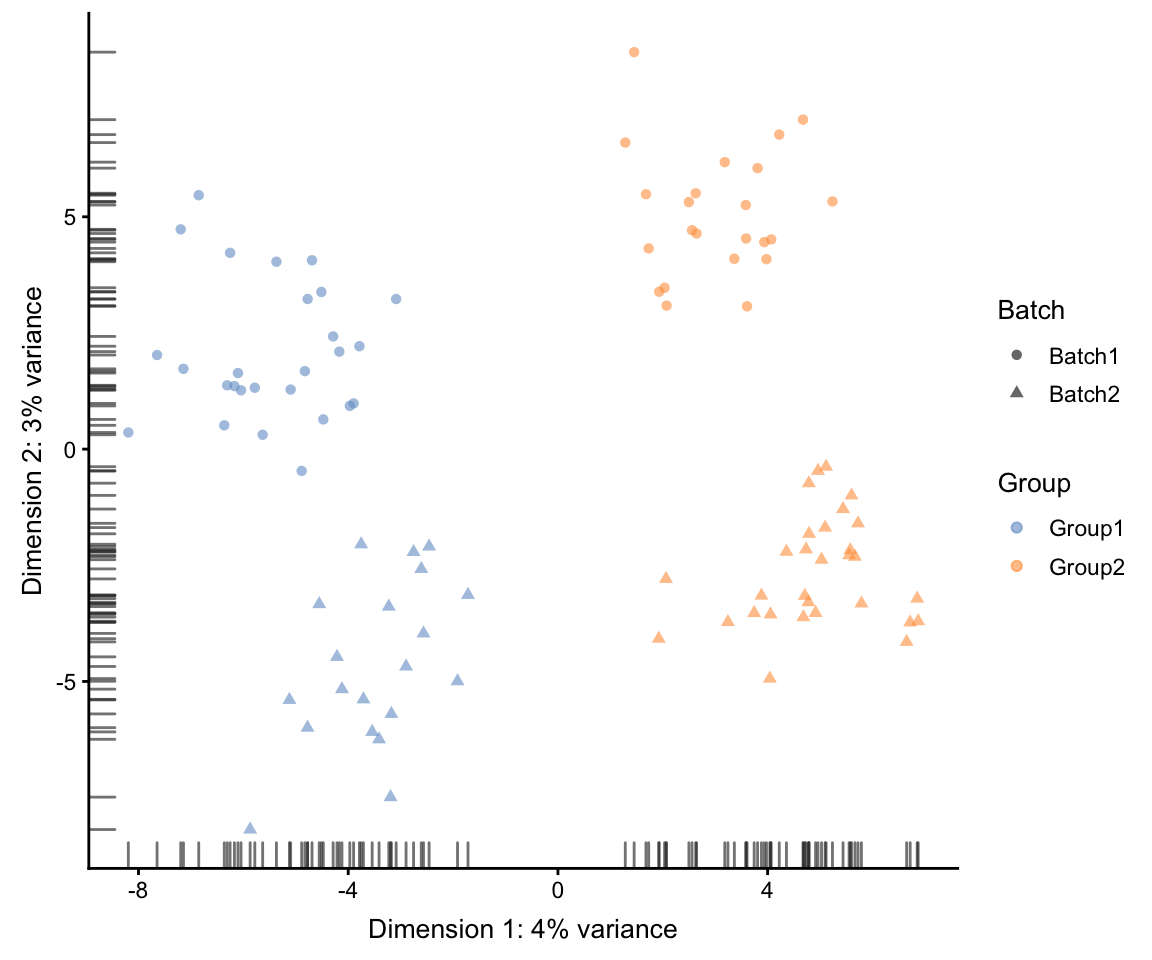 5
0
-5
-8
-4
0
4
Dimension 1: 4% variance
Dimension 2: 3% variance
Batch
Batch1
Batch2
Group
Group1
Group2